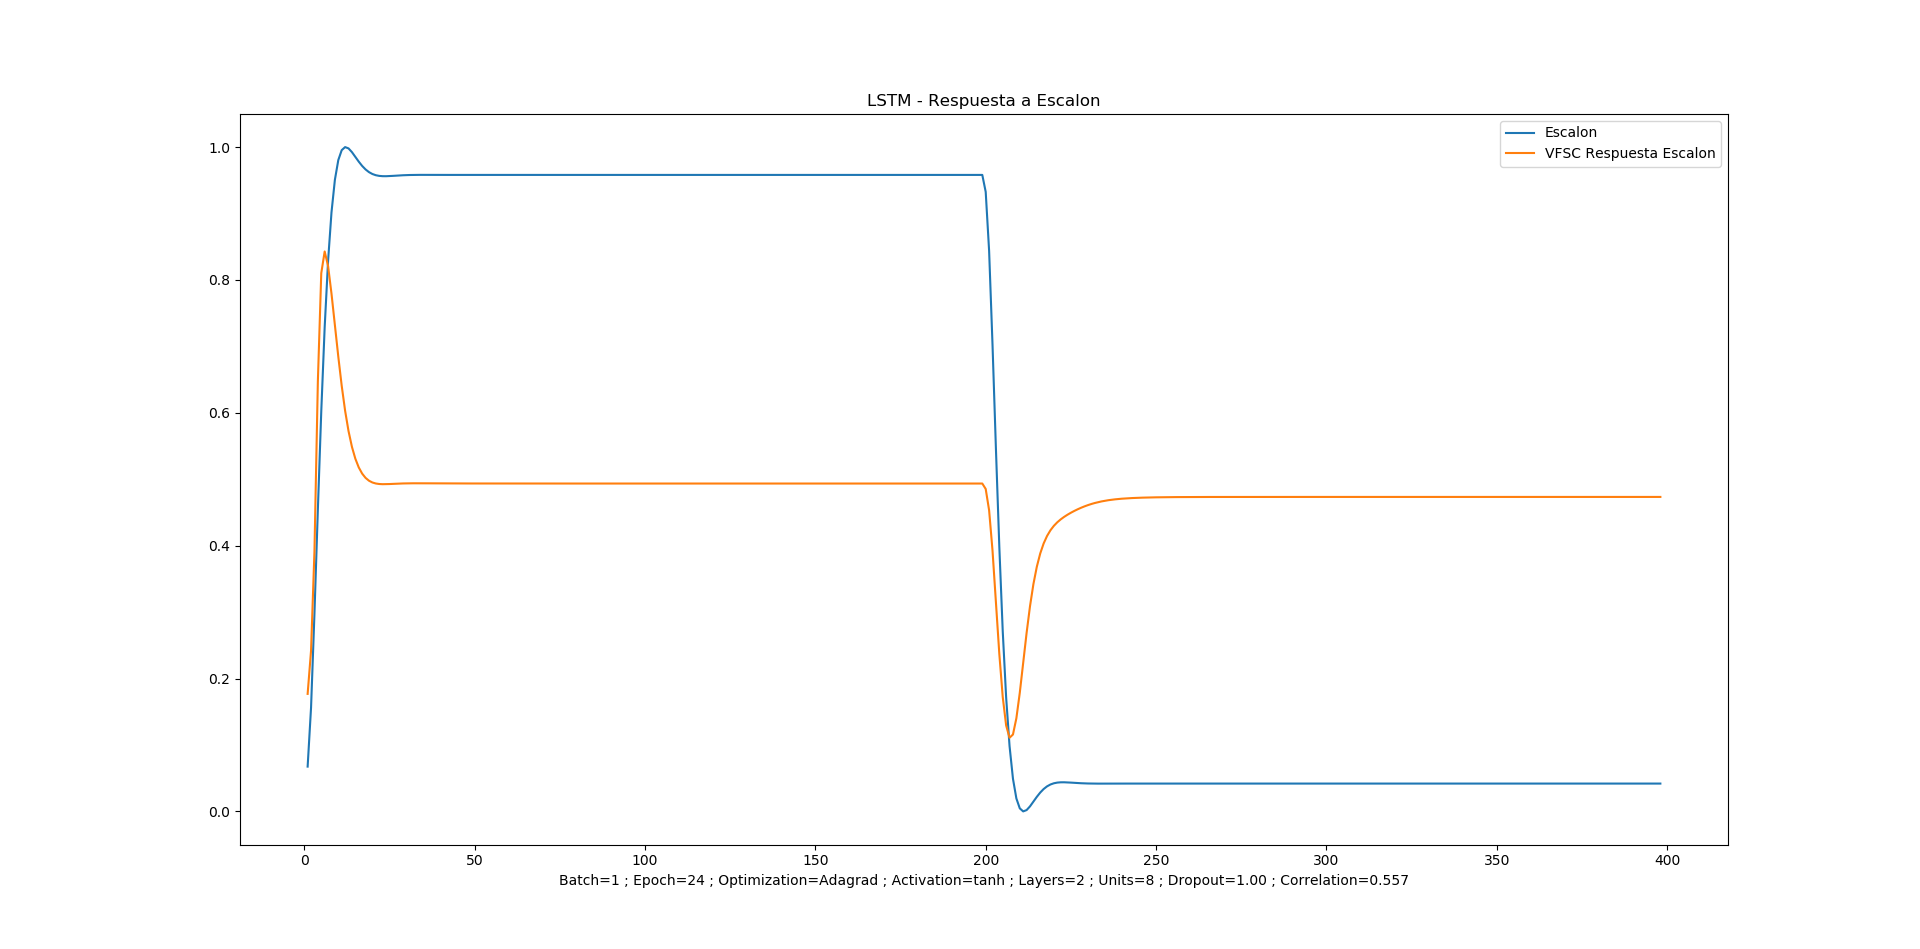 LSTM - Respuesta a Escalon
Escalon
VFSC Respuesta Escalon
1.0
0.8
0.6
0.4
0.2
0.0
0 50 100 150 200 250 300 350 400
Batch=1 ; Epoch=24 ; Optimization=Adagrad ; Activation=tanh ; Layers=2 ; Units=8 ; Dropout=1.00 ; Correlation=0.557